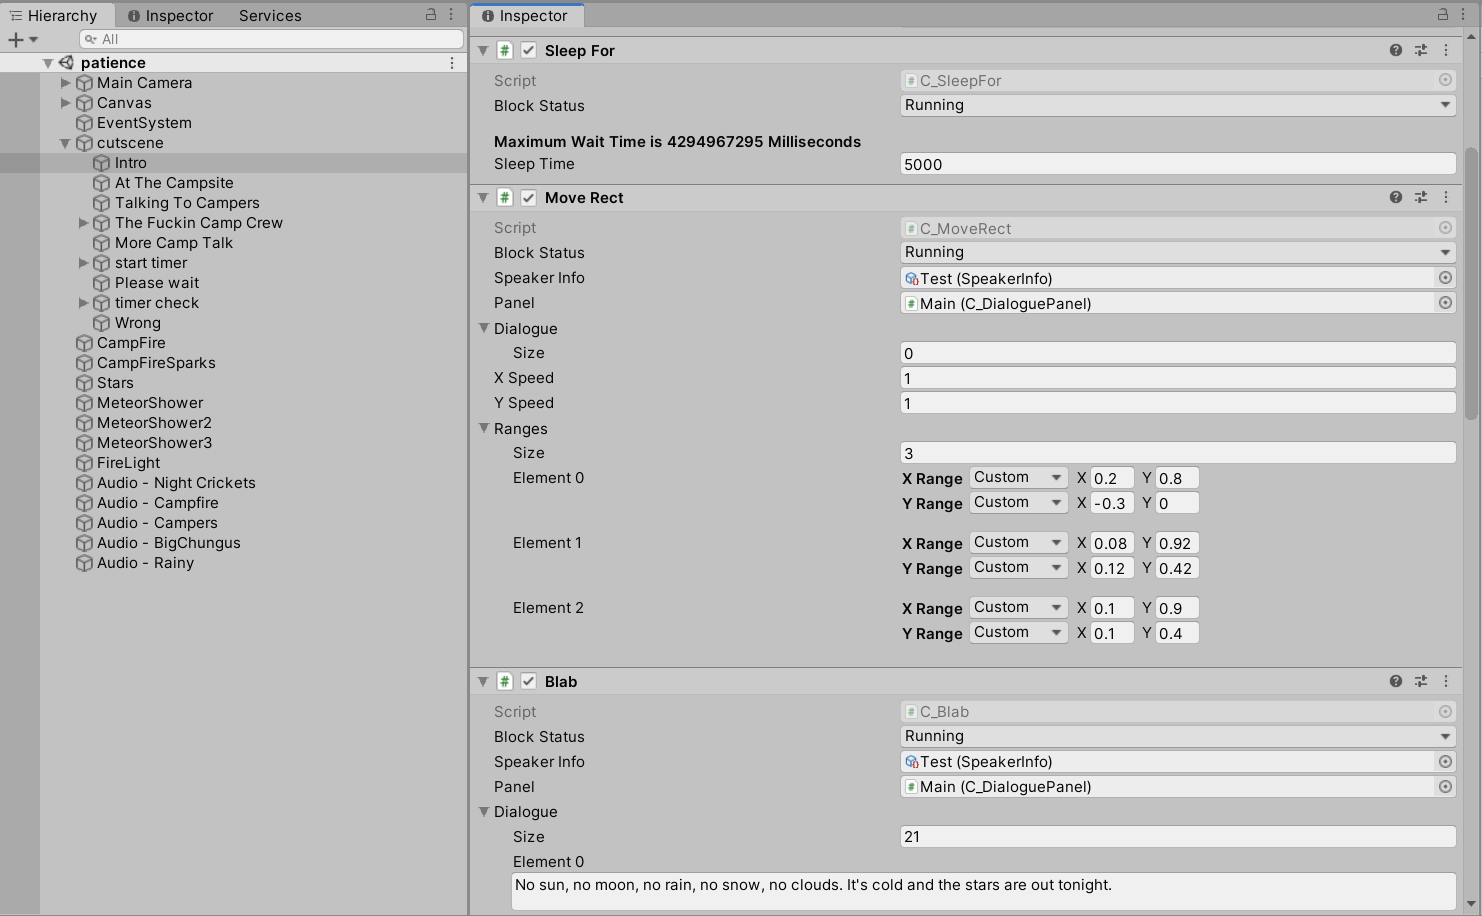 Hierarchy
Inspector
Services
All
patience
Main Camera
Canvas
EventSystem
cutscene
Intro
At The Campsite
Talking To Campers
The Fuckin Camp Crew
More Camp Talk
start timer
Please wait
timer check
Wrong
CampFire
CampFireSparks
Stars
MeteorShower
MeteorShower2
MeteorShower3
FireLight
Audio - Night Crickets
Audio - Campfire
Audio - Campers
Audio - BigChungus
Audio - Rainy
Inspector
# Sleep For
Script # C_SleepFor
Block Status Running
Maximum Wait Time is 4294967295 Milliseconds
Sleep Time 5000
# Move Rect
Script # C_MoveRect
Block Status Running
Speaker Info Test (SpeakerInfo)
Panel # Main (C_DialoguePanel)
Dialogue
Size 0
X Speed 1
Y Speed 1
Ranges
Size 3
Element 0 X Range Custom X 0.2 Y 0.8
Y Range Custom X -0.3 Y 0
Element 1 X Range Custom X 0.08 Y 0.92
Y Range Custom X 0.12 Y 0.42
Element 2 X Range Custom X 0.1 Y 0.9
Y Range Custom X 0.1 Y 0.4
# Blab
Script # C_Blab
Block Status Running
Speaker Info Test (SpeakerInfo)
Panel # Main (C_DialoguePanel)
Dialogue
Size 21
Element 0
No sun, no moon, no rain, no snow, no clouds. It's cold and the stars are out tonight.